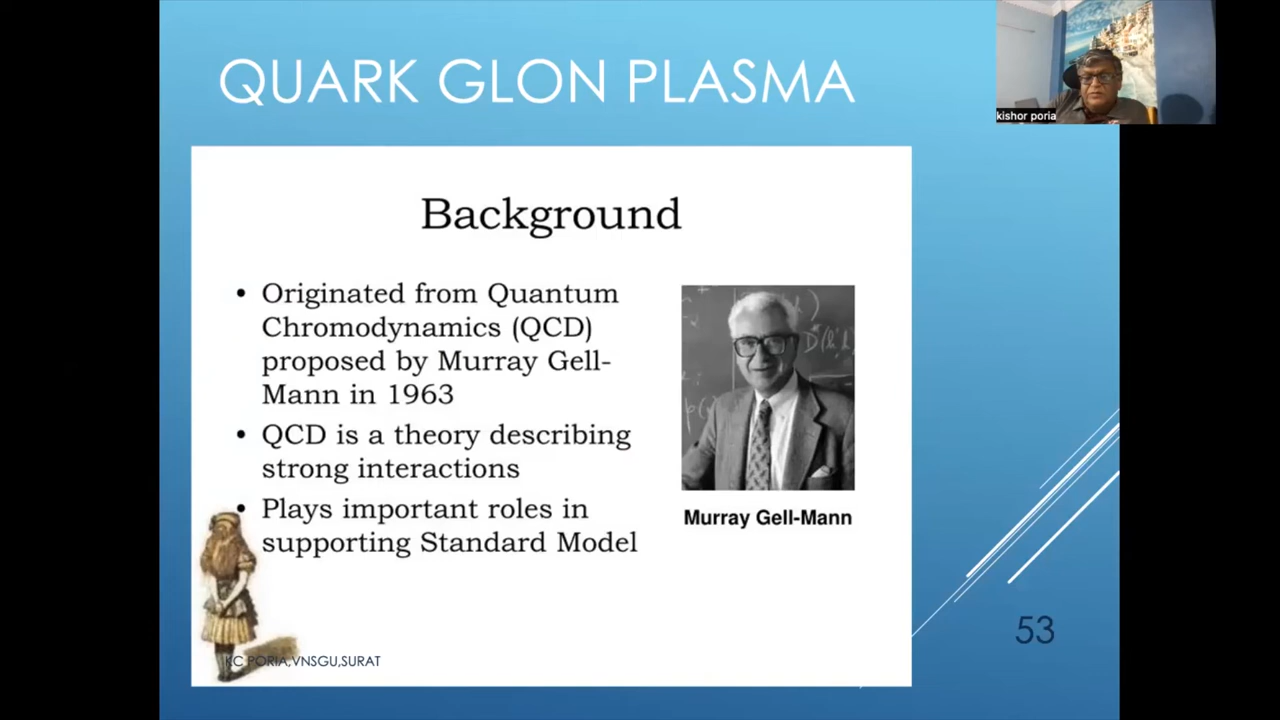 QUARK GLON PLASMA
kishor poria
Background
• Originated from Quantum
Chromodynamics (QCD)
proposed by Murray Gell-
Mann in 1963
• QCD is a theory describing
strong interactions
• Plays important roles in
supporting Standard Model
Murray Gell-Mann
53
KC PORIA,VNSGU,SURAT